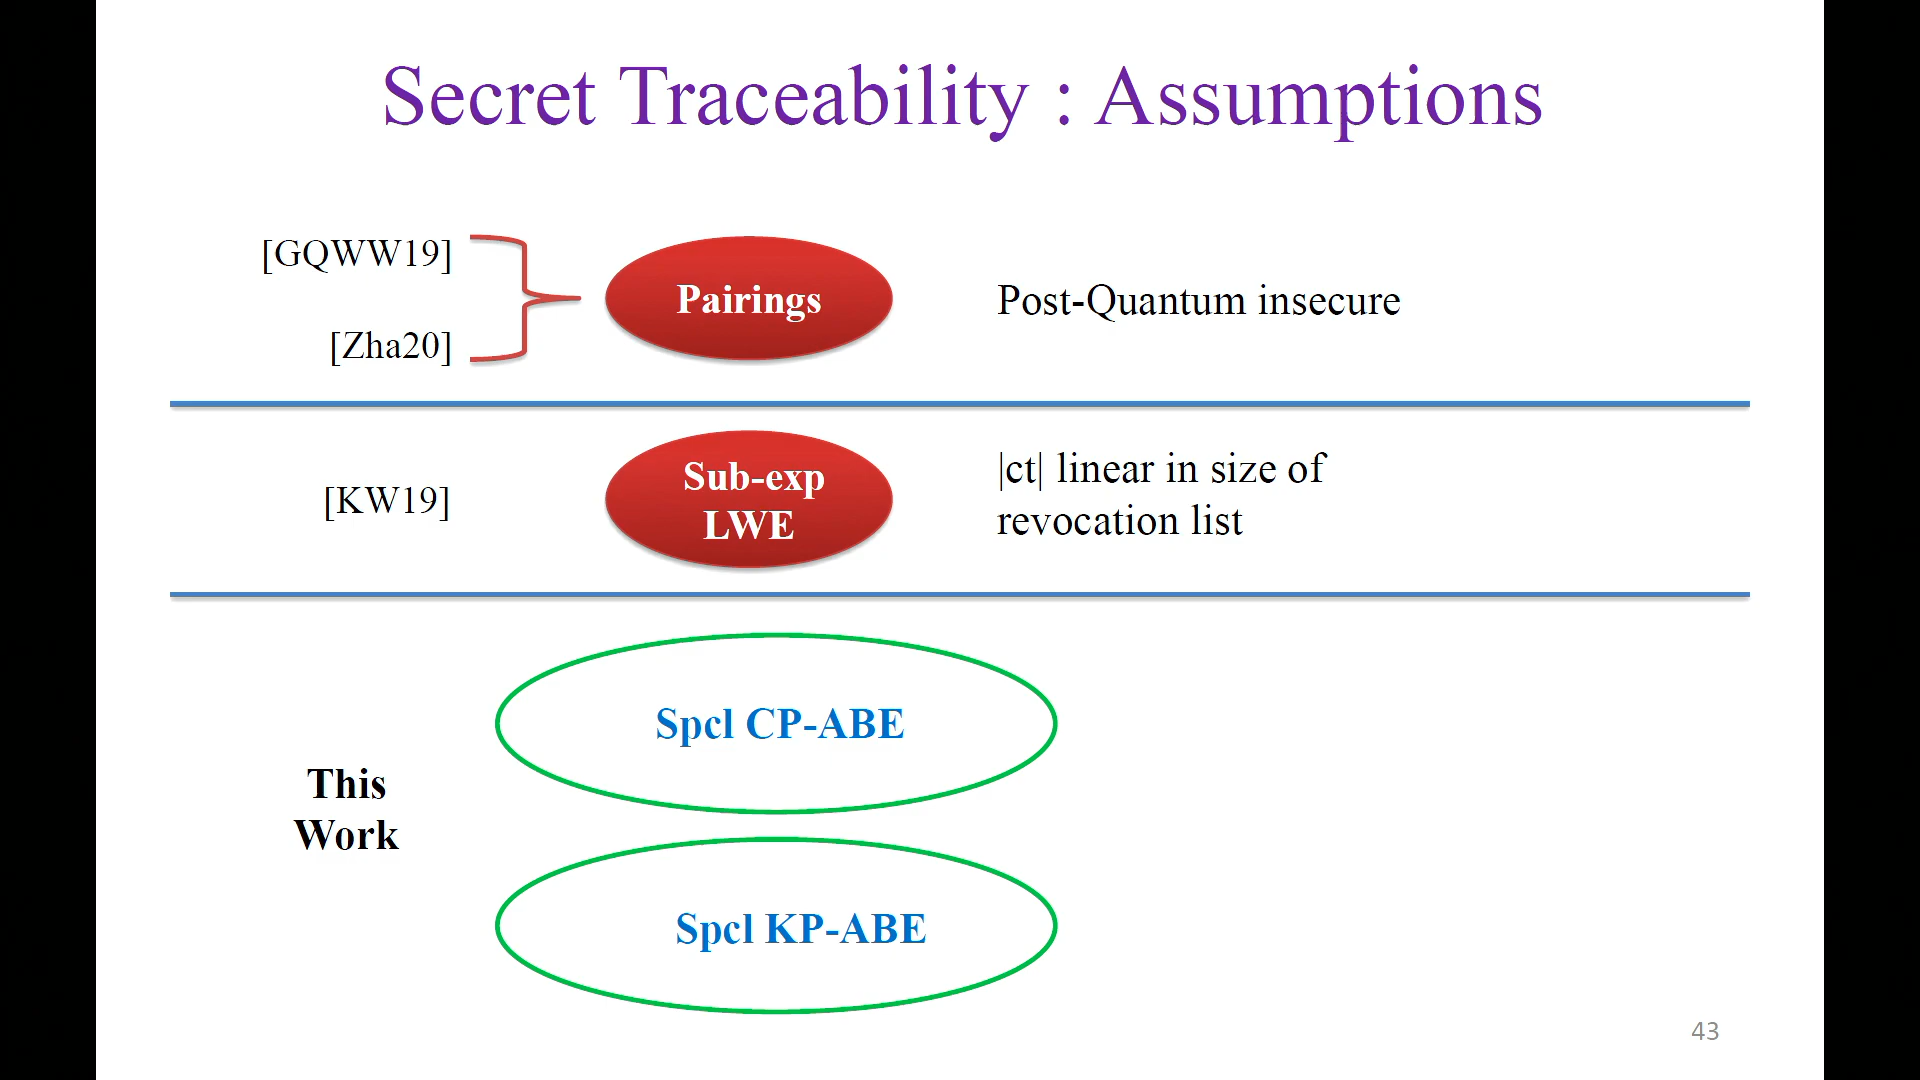 Secret Traceability : Assumptions
[GQWW19]
[Zha20]
Pairings
Post-Quantum insecure
[KW19]
Sub-exp
LWE
|ct| linear in size of
revocation list
This
Work
Spcl CP-ABE
Spcl KP-ABE
43